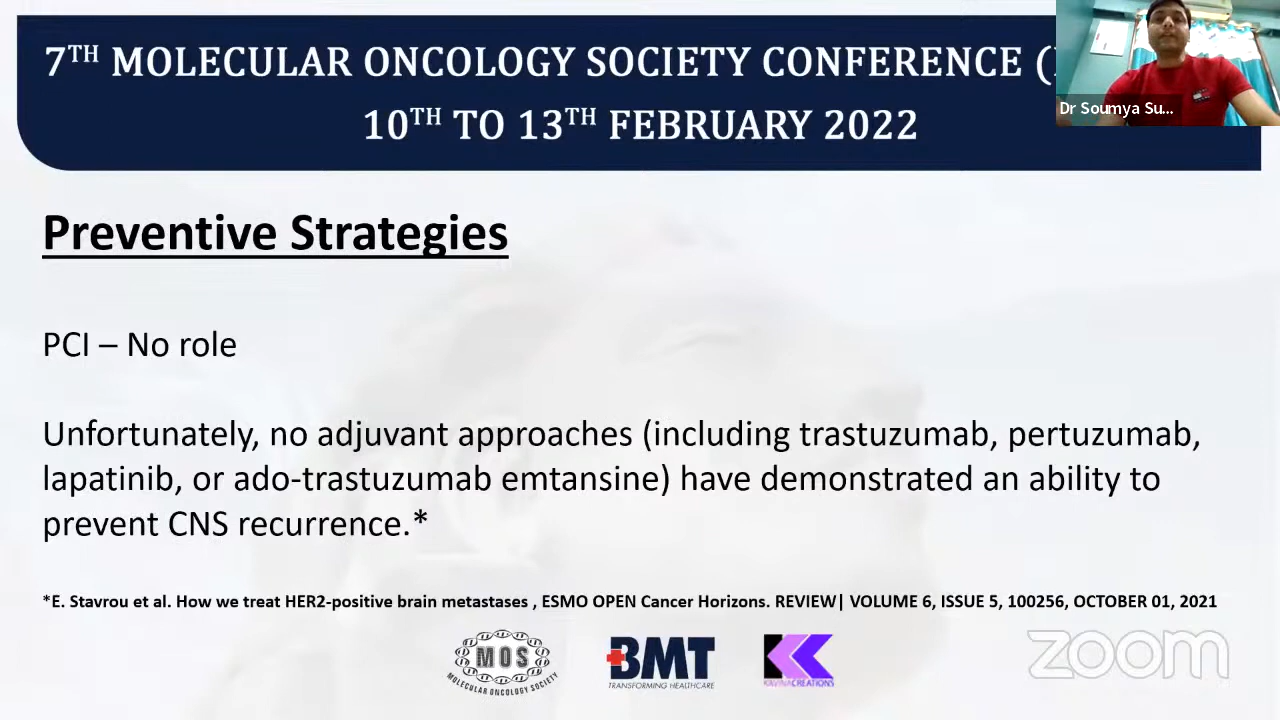 7TH MOLECULAR ONCOLOGY SOCIETY CONFERENCE (
10TH TO 13TH FEBRUARY 2022
Dr Soumya Su...
Preventive Strategies
PCI – No role
Unfortunately, no adjuvant approaches (including trastuzumab, pertuzumab,
lapatinib, or ado-trastuzumab emtansine) have demonstrated an ability to
prevent CNS recurrence.*
*E. Stavrou et al. How we treat HER2-positive brain metastases , ESMO OPEN Cancer Horizons. REVIEW| VOLUME 6, ISSUE 5, 100256, OCTOBER 01, 2021
MOS
MOLECULAR ONCOLOGY SOCIETY
BMT
TRANSFORMING HEALTHCARE
KAVINACREATIONS
zoom